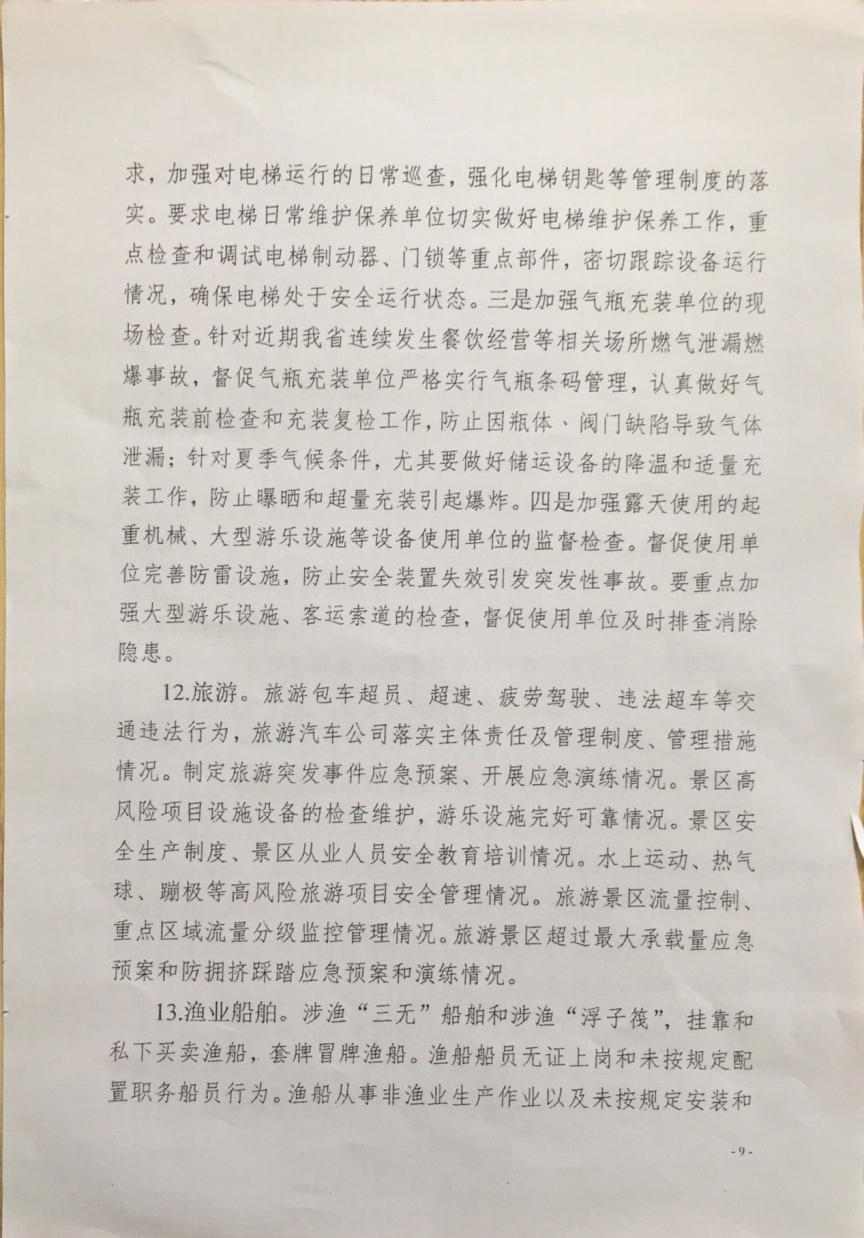 求，加强对电梯运行的日常巡查，强化电梯钥匙等管理制度的落
实。要求电梯日常维护保养单位切实做好电梯维护保养工作，重
点检查和调试电梯制动器、门锁等重点部件，密切跟踪设备运行
情况，确保电梯处于安全运行状态。三是加强气瓶充装单位的现
场检查。针对近期我省连续发生餐饮经营等相关场所燃气泄漏燃
爆事故，督促气瓶充装单位严格实行气瓶条码管理，认真做好气
瓶充装前检查和充装复检工作，防止因瓶体、阀门缺陷导致气体
泄漏；针对夏季气候条件，尤其要做好储运设备的降温和适量充
装工作，防止曝晒和超量充装引起爆炸。四是加强露天使用的起
重机械、大型游乐设施等设备使用单位的监督检查。督促使用单
位完善防雷设施，防止安全装置失效引发突发性事故。要重点加
强大型游乐设施、客运索道的检查，督促使用单位及时排查消除
隐患。
12.旅游。旅游包车超员、超速、疲劳驾驶、违法超车等交
通违法行为，旅游汽车公司落实主体责任及管理制度、管理措施
情况。制定旅游突发事件应急预案、开展应急演练情况。景区高
风险项目设施设备的检查维护，游乐设施完好可靠情况。景区安
全生产制度、景区从业人员安全教育培训情况。水上运动、热气
球、蹦极等高风险旅游项目安全管理情况。旅游景区流量控制、
重点区域流量分级监控管理情况。旅游景区超过最大承载量应急
预案和防拥挤踩踏应急预案和演练情况。
13.渔业船舶。涉渔“三无”船舶和涉渔“浮子筏”，挂靠和
私下买卖渔船，套牌冒牌渔船。渔船船员无证上岗和未按规定配
置职务船员行为。渔船从事非渔业生产作业以及未按规定安装和
-9-